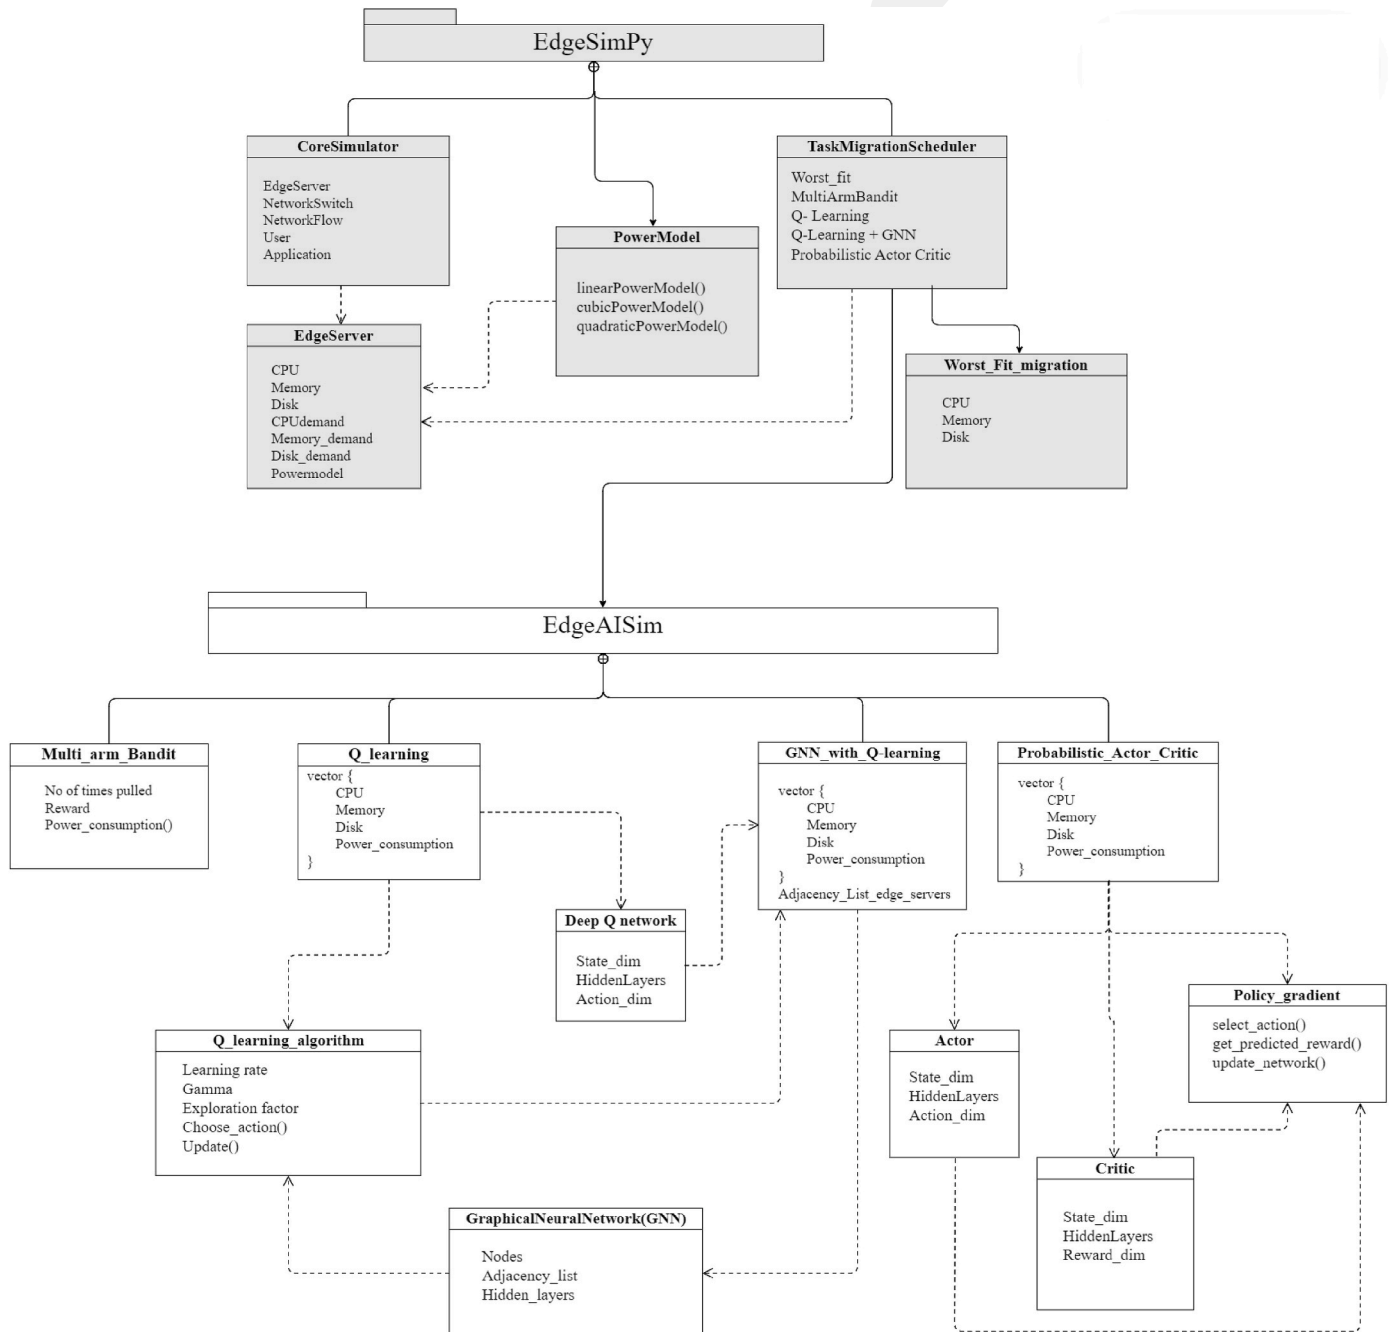 EdgeSimPy
CoreSimulator
EdgeServer
NetworkSwitch
NetworkFlow
User
Application
TaskMigrationScheduler
Worst_fit
MultiArmBandit
Q- Learning
Q-Learning + GNN
Probabilistic Actor Critic
PowerModel
linearPowerModel()
cubicPowerModel()
quadraticPowerModel()
EdgeServer
CPU
Memory
Disk
CPUdemand
Memory_demand
Disk_demand
Powermodel
Worst_Fit_migration
CPU
Memory
Disk
EdgeAISim
Multi_arm_Bandit
No of times pulled
Reward
Power_consumption()
Q_learning
vector {
CPU
Memory
Disk
Power_consumption
}
GNN_with_Q-learning
vector {
CPU
Memory
Disk
Power_consumption
}
Adjacency_List_edge_servers
Probabilistic_Actor_Critic
vector {
CPU
Memory
Disk
Power_consumption
}
Deep Q network
State_dim
HiddenLayers
Action_dim
Policy_gradient
select_action()
get_predicted_reward()
update_network()
Q_learning_algorithm
Learning rate
Gamma
Exploration factor
Choose_action()
Update()
Actor
State_dim
HiddenLayers
Action_dim
Critic
State_dim
HiddenLayers
Reward_dim
GraphicalNeuralNetwork(GNN)
Nodes
Adjacency_list
Hidden_layers